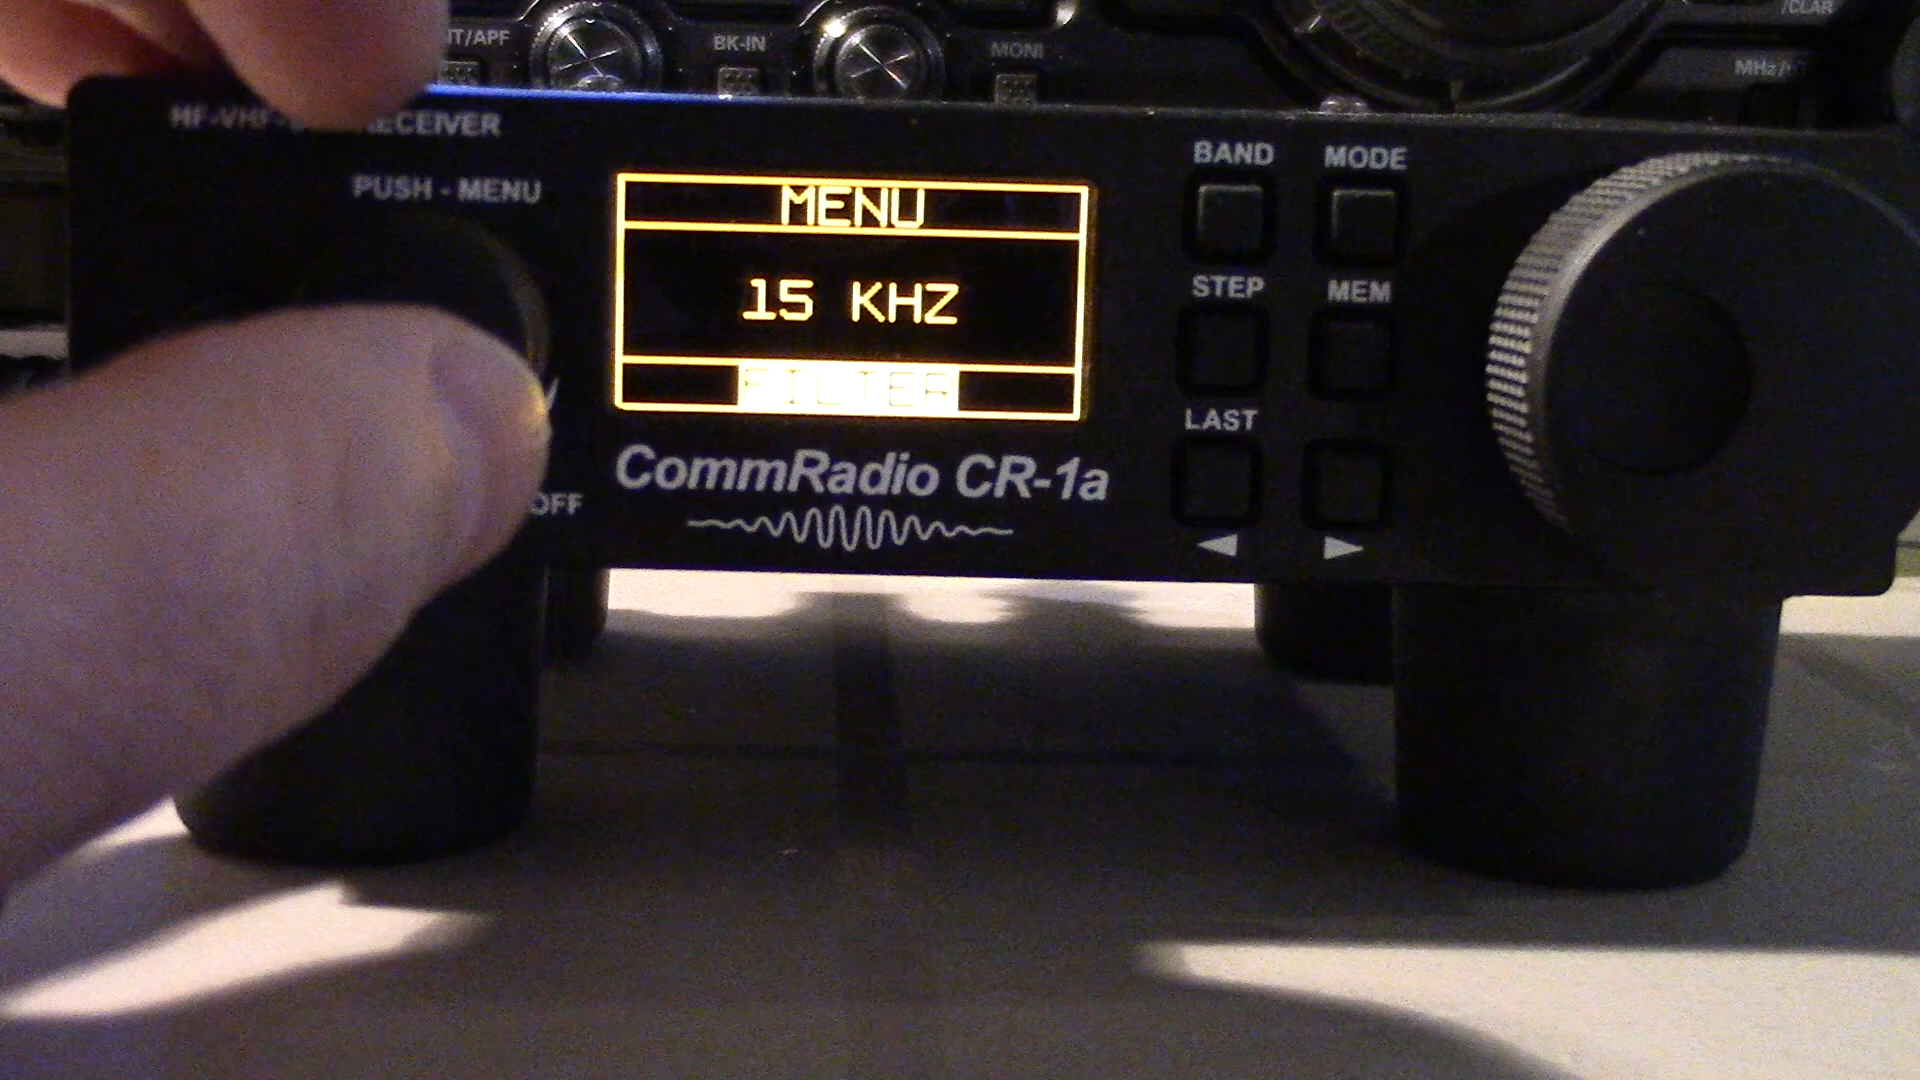 /CLAR
BK-IN
MONI
IT/APF
MHz/
HF-VHF- RECEIVER
PUSH - MENU
BAND MODE
MENU
15 KHZ
FILTER
STEP MEM
LAST
OFF
CommRadio CR-1a